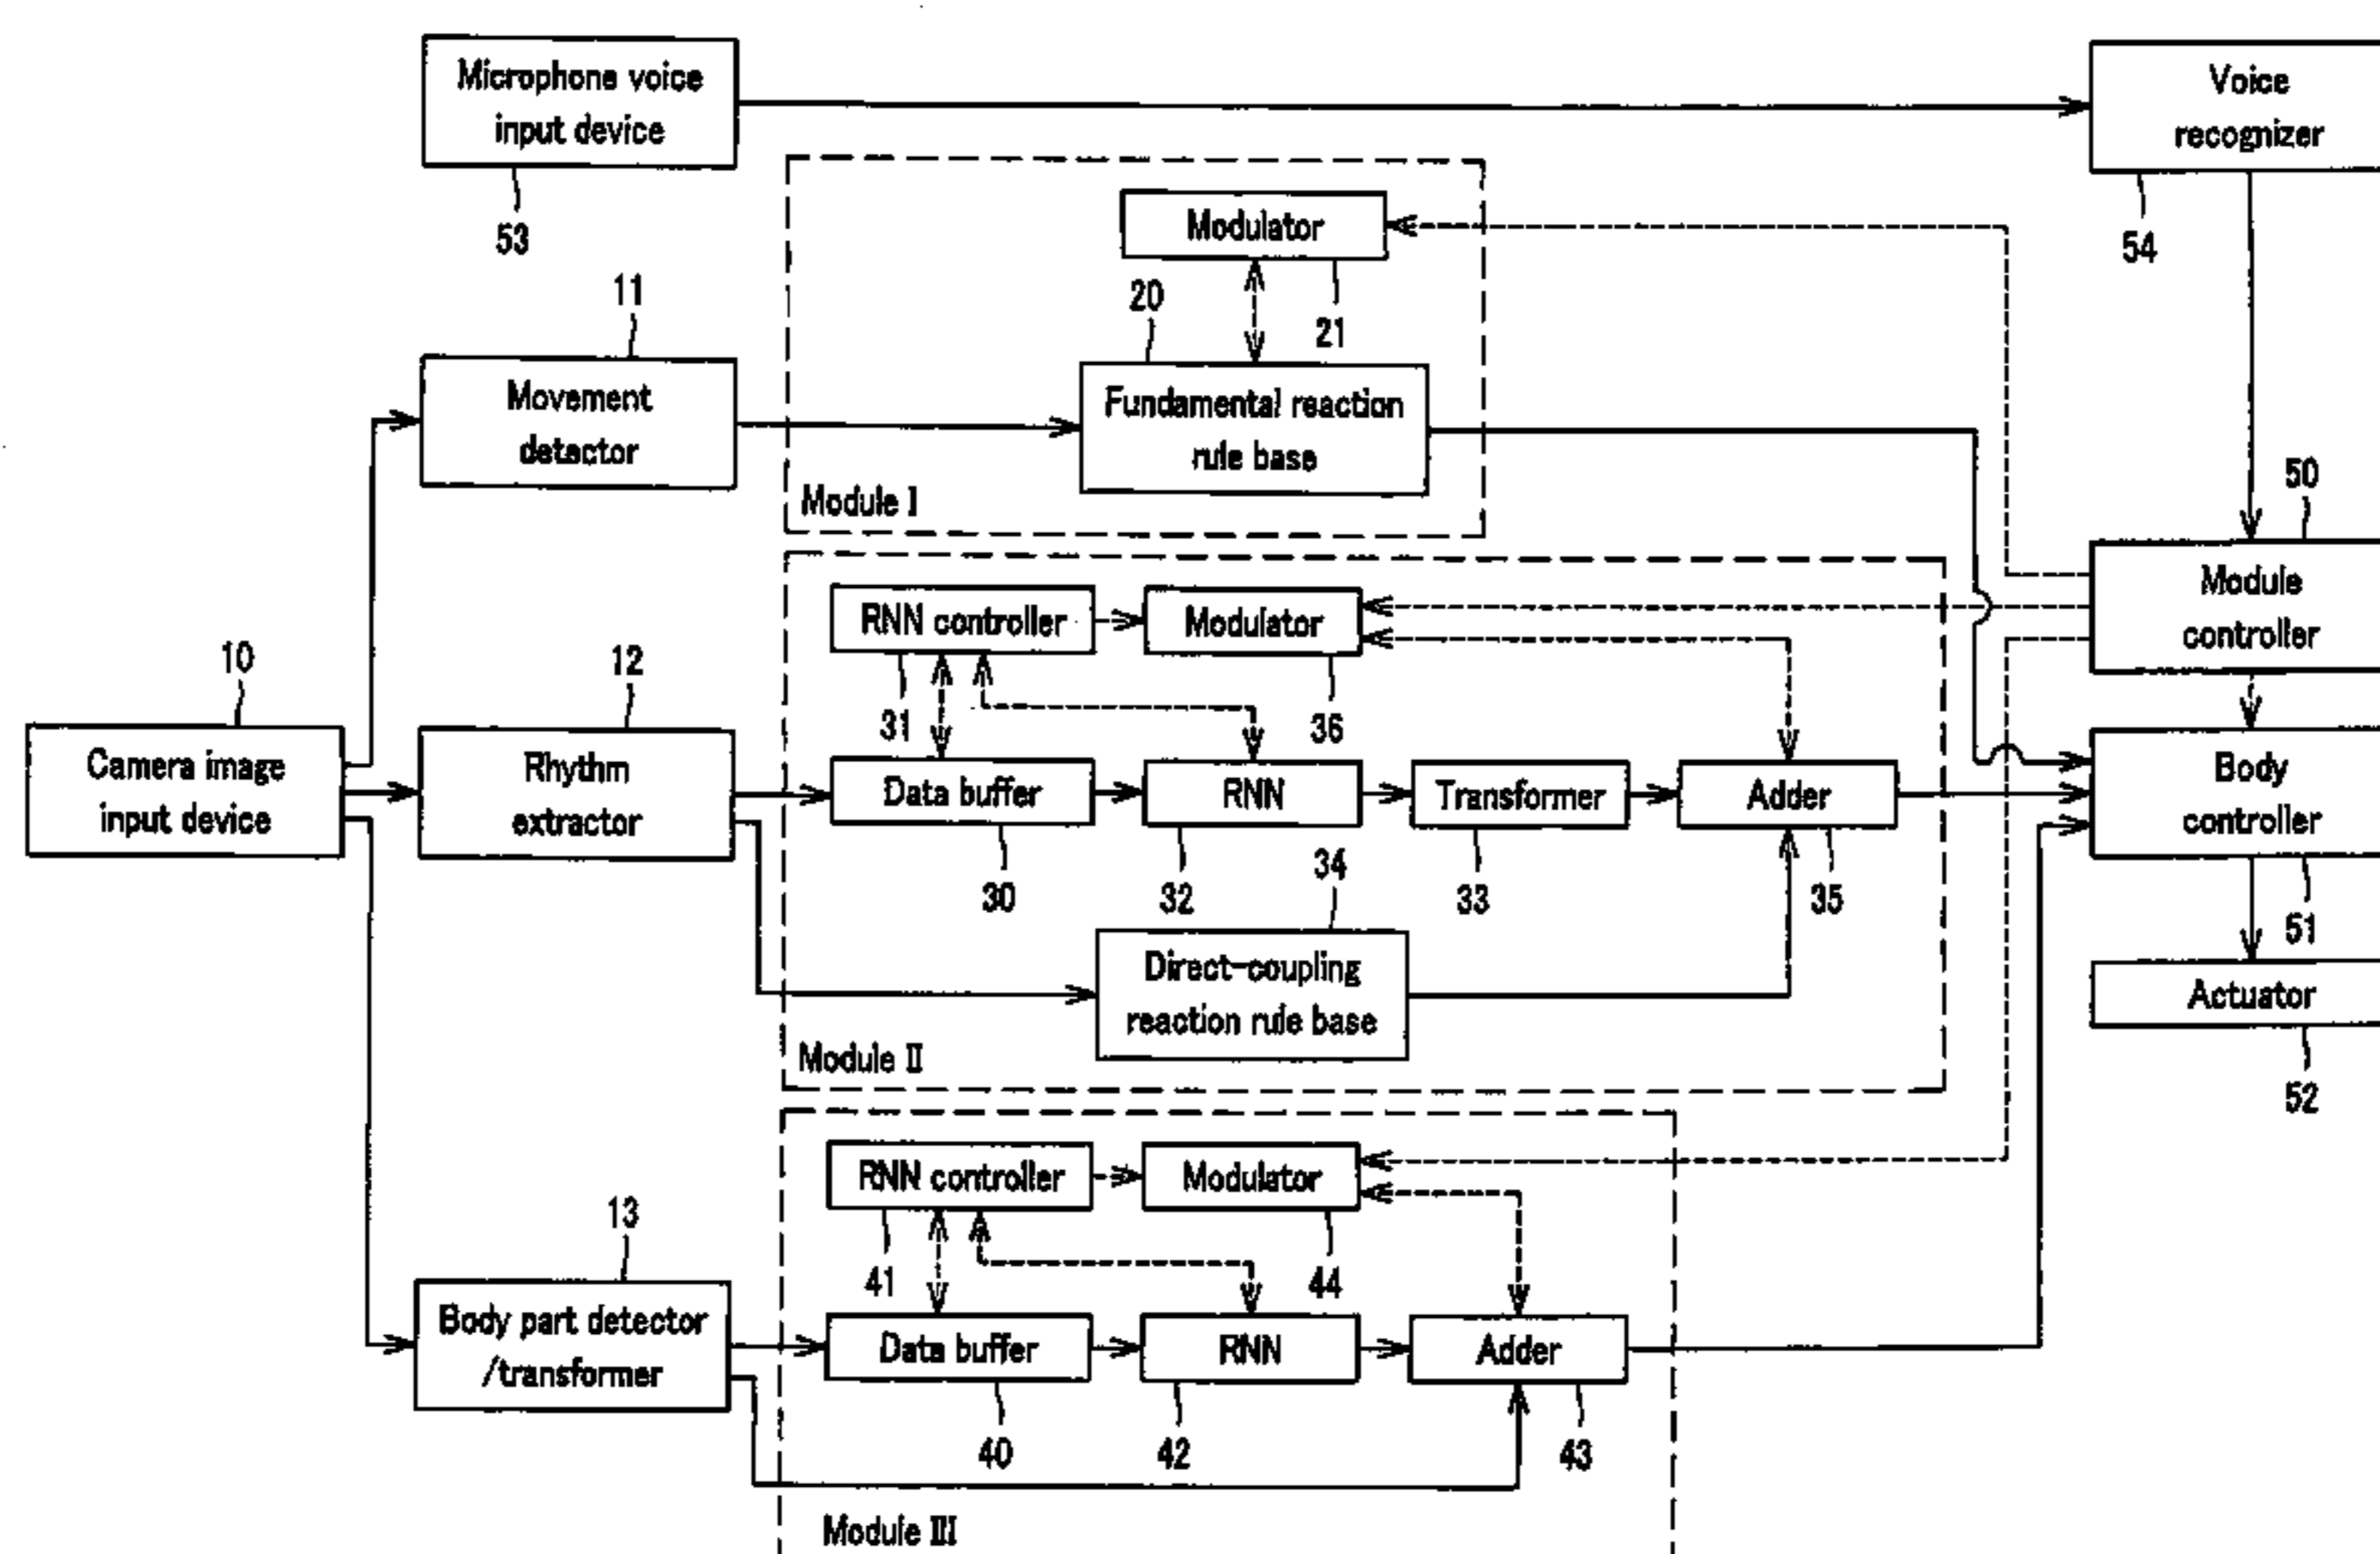 Microphone voice
input device
53
Voice
recognizer
54
Modulator
21
11
Movement
detector
20
Fundamental reaction
rule base
Module I
50
Module
controller
RNN controller
31
Modulator
36
10
Camera image
input device
12
Rhythm
extractor
Data buffer
30
RNN
32
Transformer
33
Adder
35
Body
controller
51
34
Direct-coupling
reaction rule base
Module II
Actuator
52
RNN controller
41
Modulator
44
13
Body part detector
/transformer
Data buffer
40
RNN
42
Adder
43
Module III